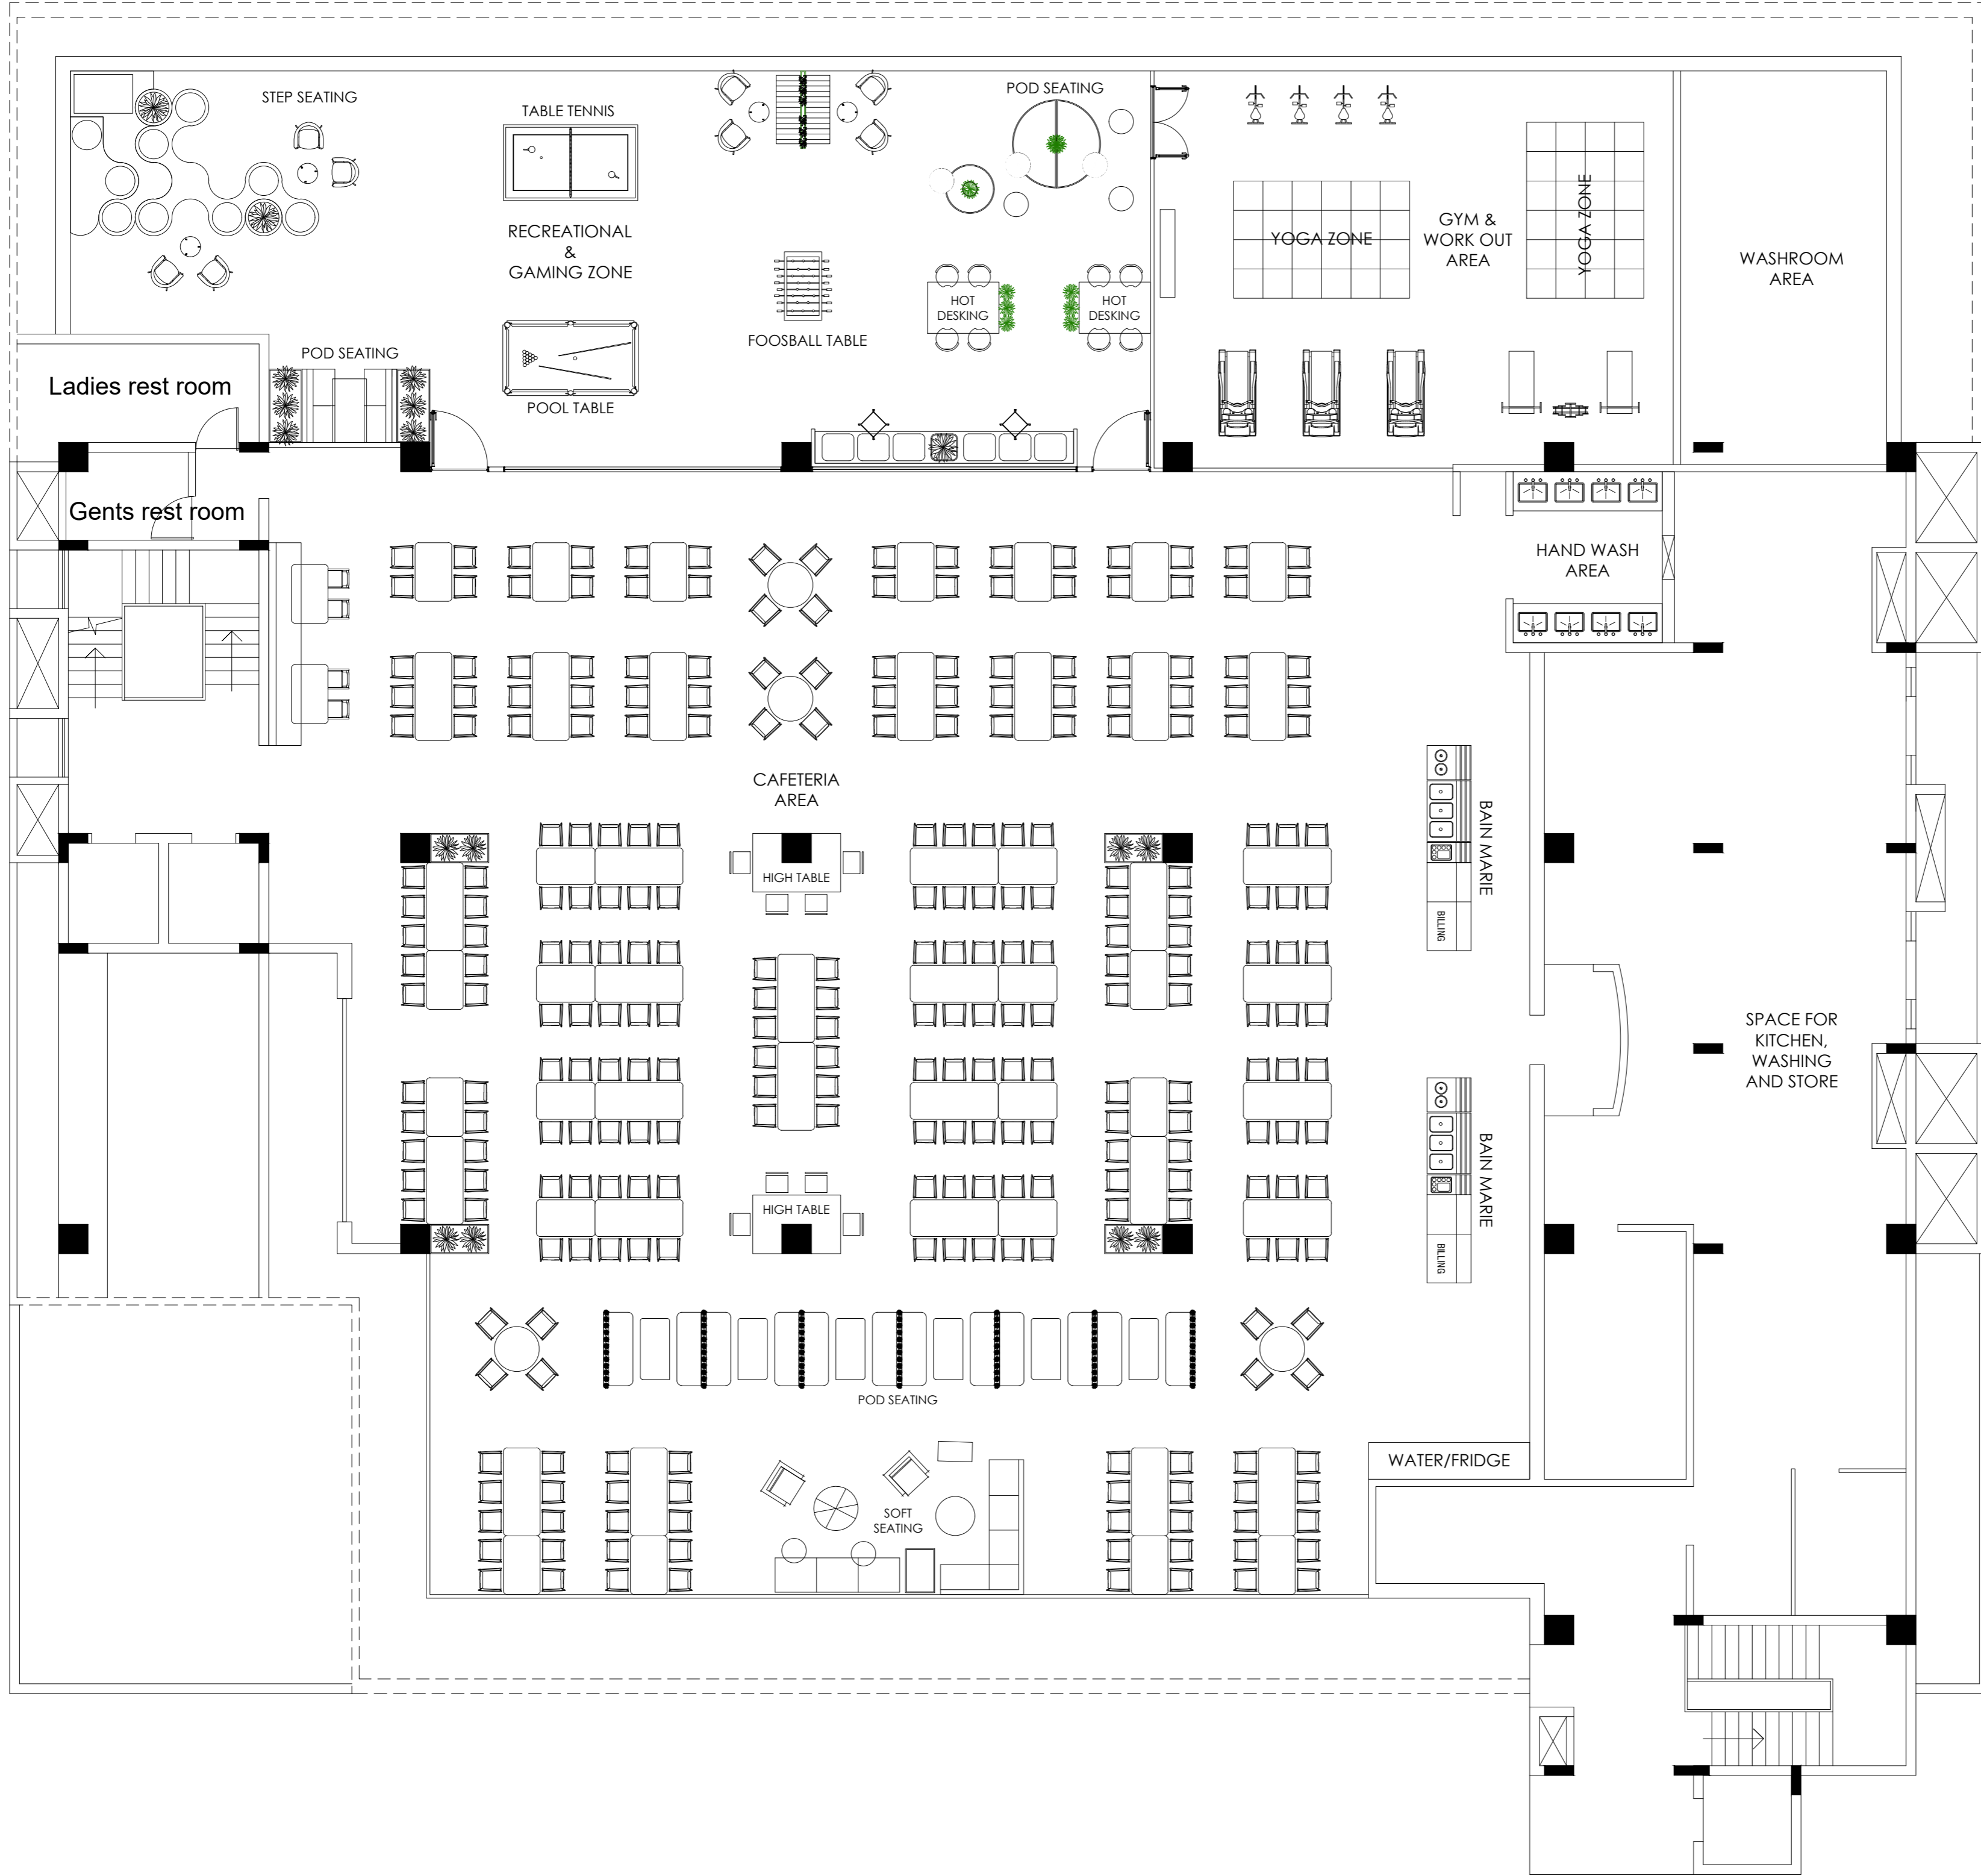 STEP SEATING
TABLE TENNIS
POD SEATING
RECREATIONAL
&
GAMING ZONE
YOGA ZONE
GYM &
WORK OUT
AREA
YOGA ZONE
WASHROOM
AREA
HOT
DESKING
HOT
DESKING
FOOSBALL TABLE
POD SEATING
Ladies rest room
POOL TABLE
Gents rest room
HAND WASH
AREA
CAFETERIA
AREA
BAIN MARIE
HIGH TABLE
BILLING
SPACE FOR
KITCHEN,
WASHING
AND STORE
BAIN MARIE
HIGH TABLE
BILLING
POD SEATING
WATER/FRIDGE
SOFT
SEATING